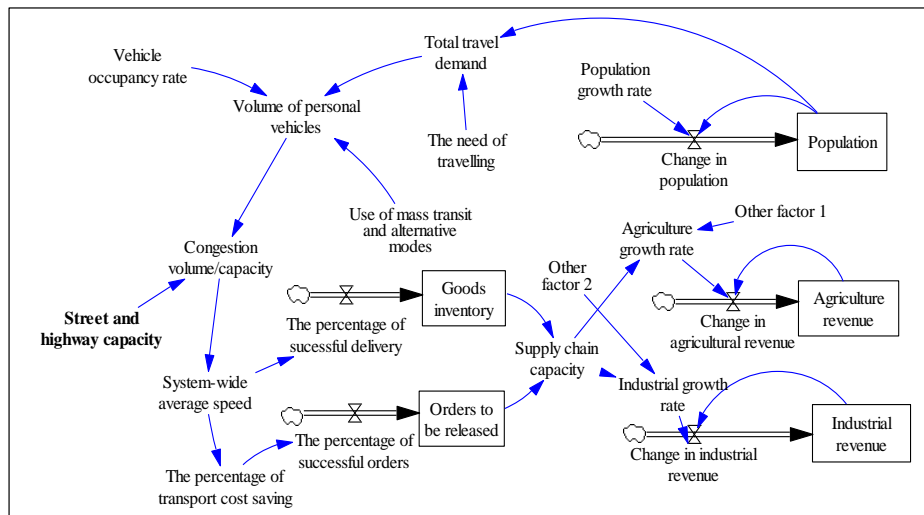 Total travel
demand
Vehicle
occupancy rate
Population
growth rate
Volume of personal
vehicles
The need of
travelling
Change in
population
Population
Use of mass transit
and alternative
modes
Agriculture
growth rate
Other factor 1
Congestion
volume/capacity
Other
factor 2
Goods
inventory
Agriculture
revenue
Street and
highway capacity
The percentage of
sucessful delivery
Change in
agricultural revenue
Supply chain
capacity
System-wide
average speed
Industrial growth
rate
Orders to
be released
Industrial
revenue
The percentage of
successful orders
Change in industrial
revenue
The percentage of
transport cost saving